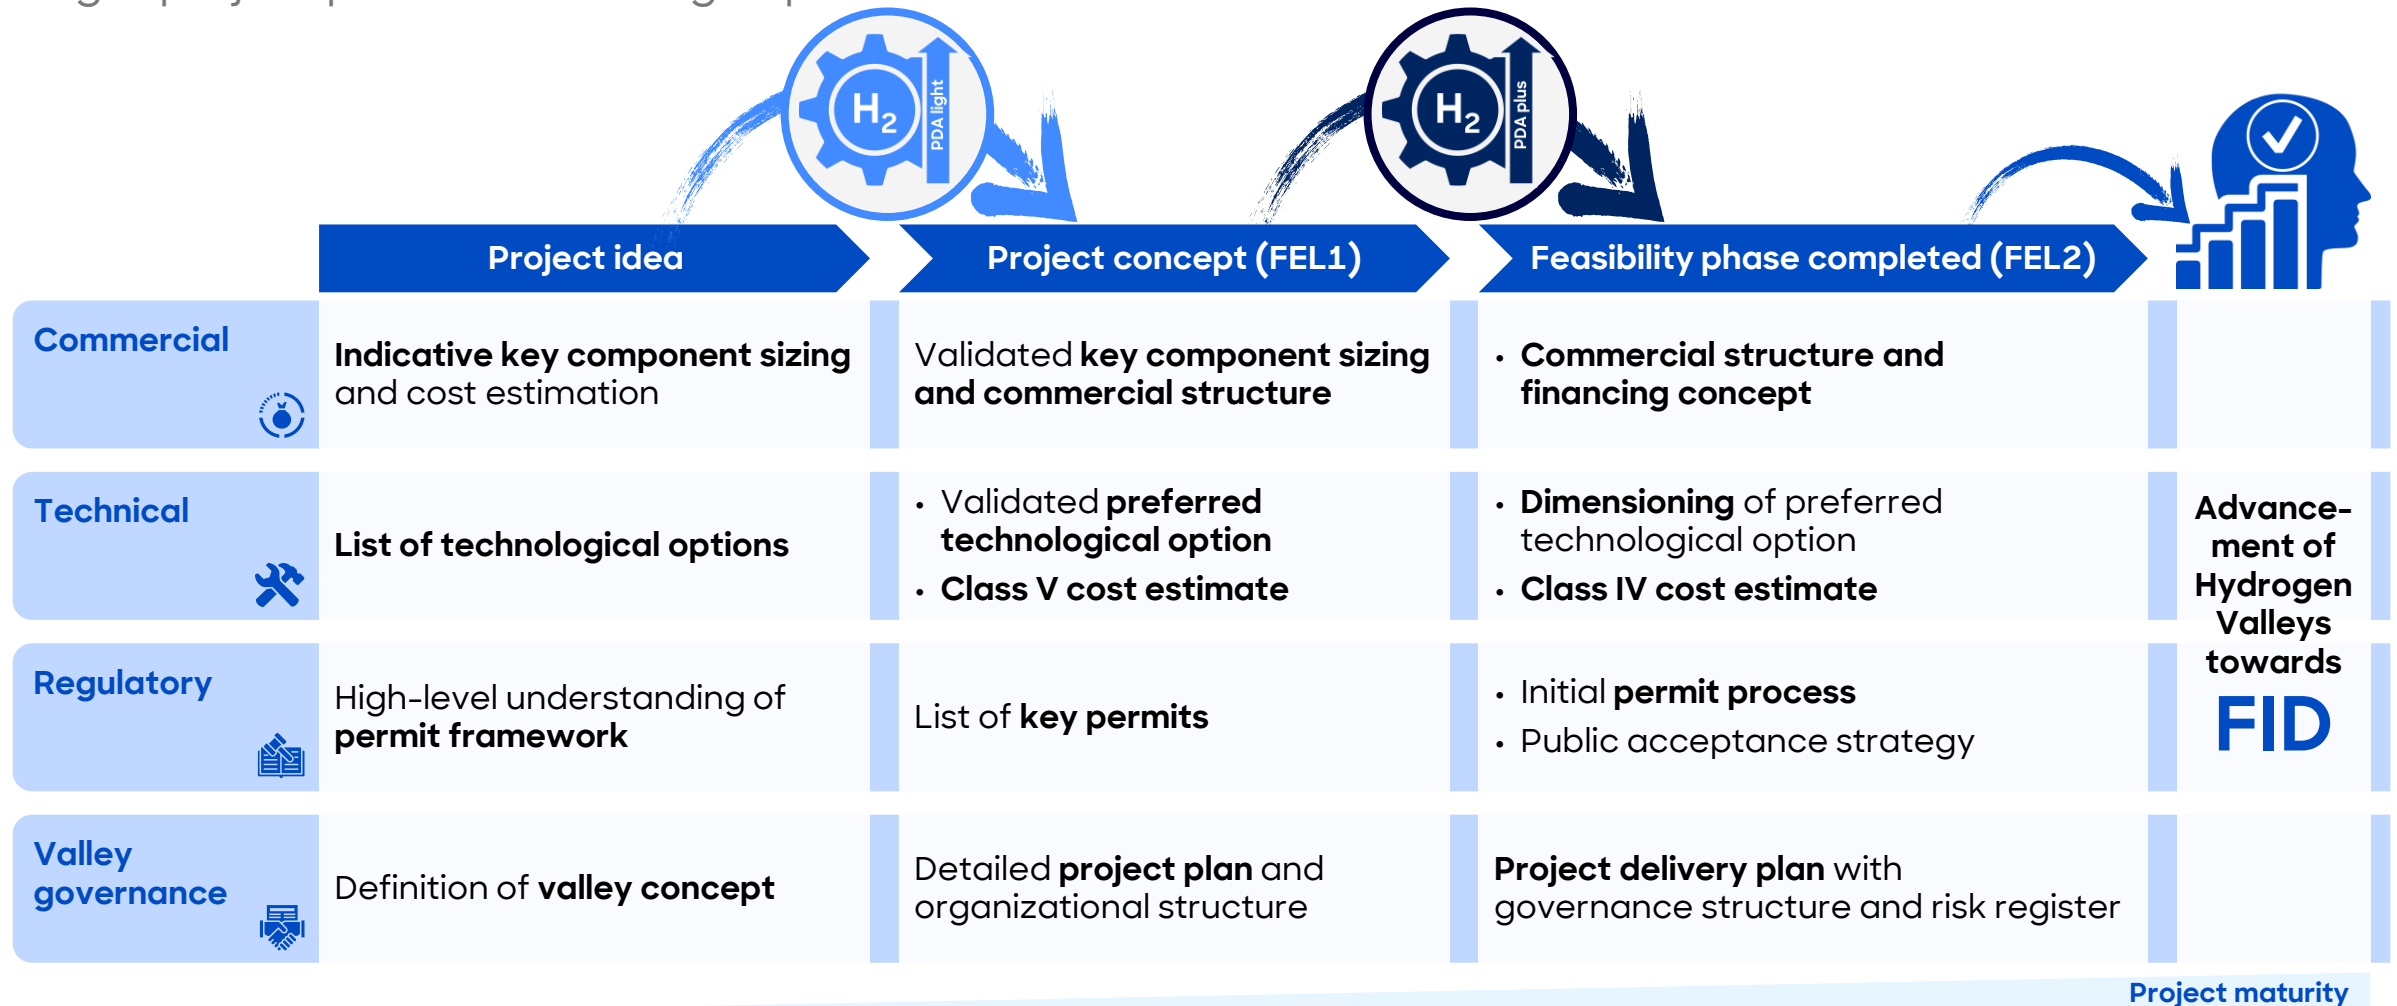 H2
PDA light
H2
PDA plus
Project idea
Project concept (FEL1)
Feasibility phase completed (FEL2)
Commercial
Indicative key component sizing
and cost estimation
Validated key component sizing
and commercial structure
• Commercial structure and
financing concept
Technical
List of technological options
• Validated preferred
technological option
• Class V cost estimate
• Dimensioning of preferred
technological option
• Class IV cost estimate
Regulatory
High-level understanding of
permit framework
List of key permits
• Initial permit process
• Public acceptance strategy
Valley
governance
Definition of valley concept
Detailed project plan and
organizational structure
Project delivery plan with
governance structure and risk register
Advance-
ment of
Hydrogen
Valleys
towards
FID
Project maturity